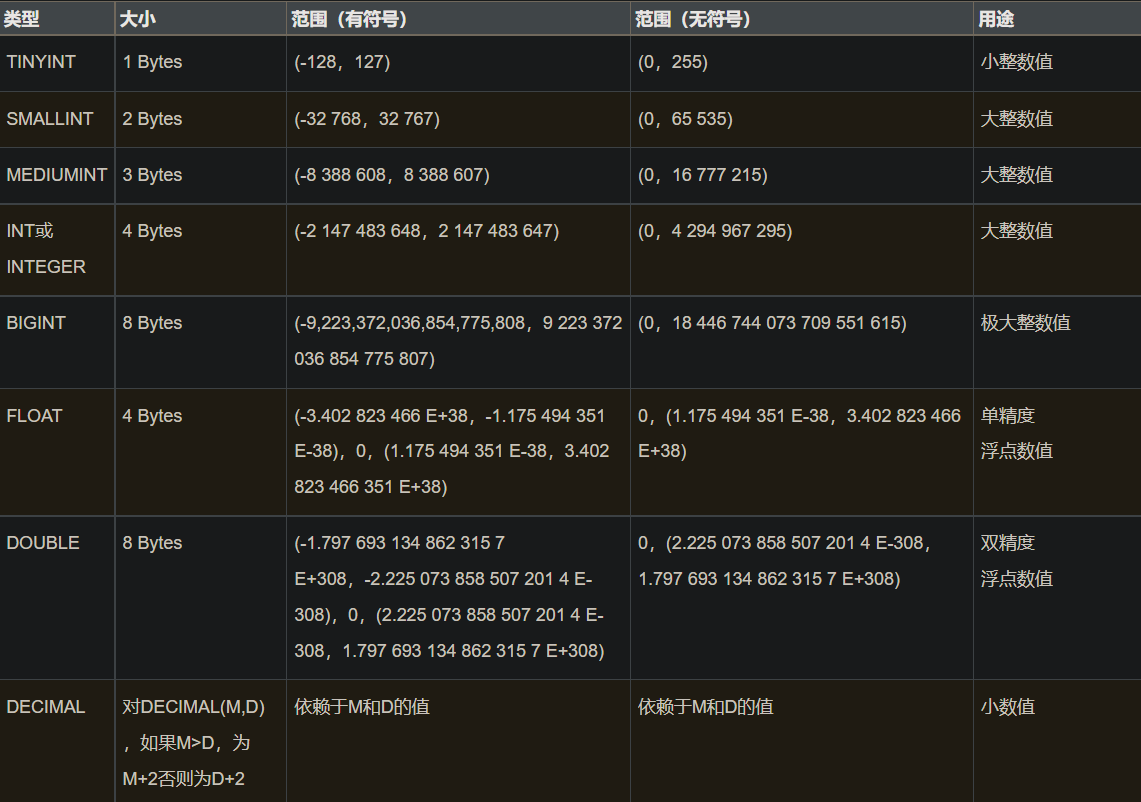 类型 大小 范围（有符号） 范围（无符号） 用途
TINYINT 1 Bytes (-128，127) (0，255) 小整数值
SMALLINT 2 Bytes (-32 768，32 767) (0，65 535) 大整数值
MEDIUMINT 3 Bytes (-8 388 608，8 388 607) (0，16 777 215) 大整数值
INT或 4 Bytes (-2 147 483 648，2 147 483 647) (0，4 294 967 295) 大整数值
INTEGER
BIGINT 8 Bytes (-9,223,372,036,854,775,808，9 223 372 (0，18 446 744 073 709 551 615) 极大整数值
036 854 775 807)
FLOAT 4 Bytes (-3.402 823 466 E+38，-1.175 494 351 0，(1.175 494 351 E-38，3.402 823 466 单精度
E-38)，0，(1.175 494 351 E-38，3.402 E+38) 浮点数值
823 466 351 E+38)
DOUBLE 8 Bytes (-1.797 693 134 862 315 7 0，(2.225 073 858 507 201 4 E-308， 双精度
E+308，-2.225 073 858 507 201 4 E- 1.797 693 134 862 315 7 E+308) 浮点数值
308)，0，(2.225 073 858 507 201 4 E-
308，1.797 693 134 862 315 7 E+308)
DECIMAL 对DECIMAL(M,D) 依赖于M和D的值 依赖于M和D的值 小数值
，如果M>D，为
M+2否则为D+2